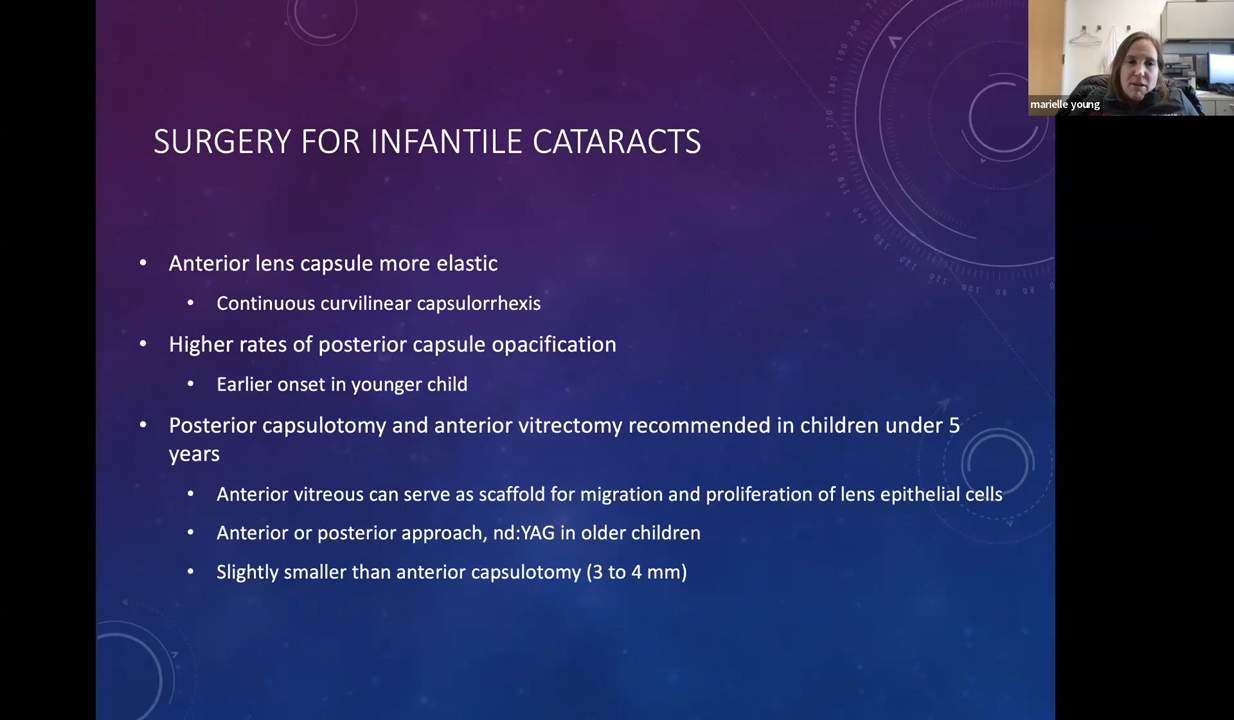 marielle young
SURGERY FOR INFANTILE CATARACTS
• Anterior lens capsule more elastic
• Continuous curvilinear capsulorrhexis
• Higher rates of posterior capsule opacification
• Earlier onset in younger child
• Posterior capsulotomy and anterior vitrectomy recommended in children under 5
years
• Anterior vitreous can serve as scaffold for migration and proliferation of lens epithelial cells
• Anterior or posterior approach, nd:YAG in older children
• Slightly smaller than anterior capsulotomy (3 to 4 mm)